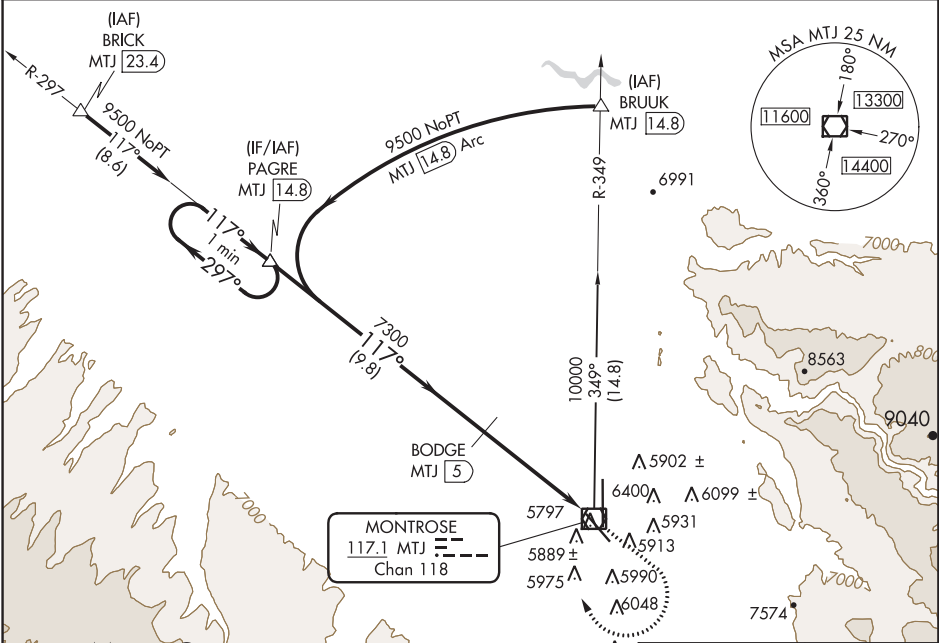 (IAF)
BRICK
MTJ 23.4
R-297
9500 NoPT
117°
(8.6)
(IF/IAF)
PAGRE
MTJ 14.8
117°
1 min
297°
9500 NoPT
MTJ 14.8 Arc
(IAF)
BRUUK
MTJ 14.8
R-349
6991
MSA MTJ 25 NM
180°
11600
13300
270°
14400
360°
7000
7300
117°
(9.8)
10000
349°
(14.8)
8563
800
9040
BODGE
MTJ 5
5902 ±
6400
6099 ±
5797
5931
5913
5889 ±
5975
5990
6048
7000
7000
7574
MONTROSE
117.1 MTJ
Chan 118